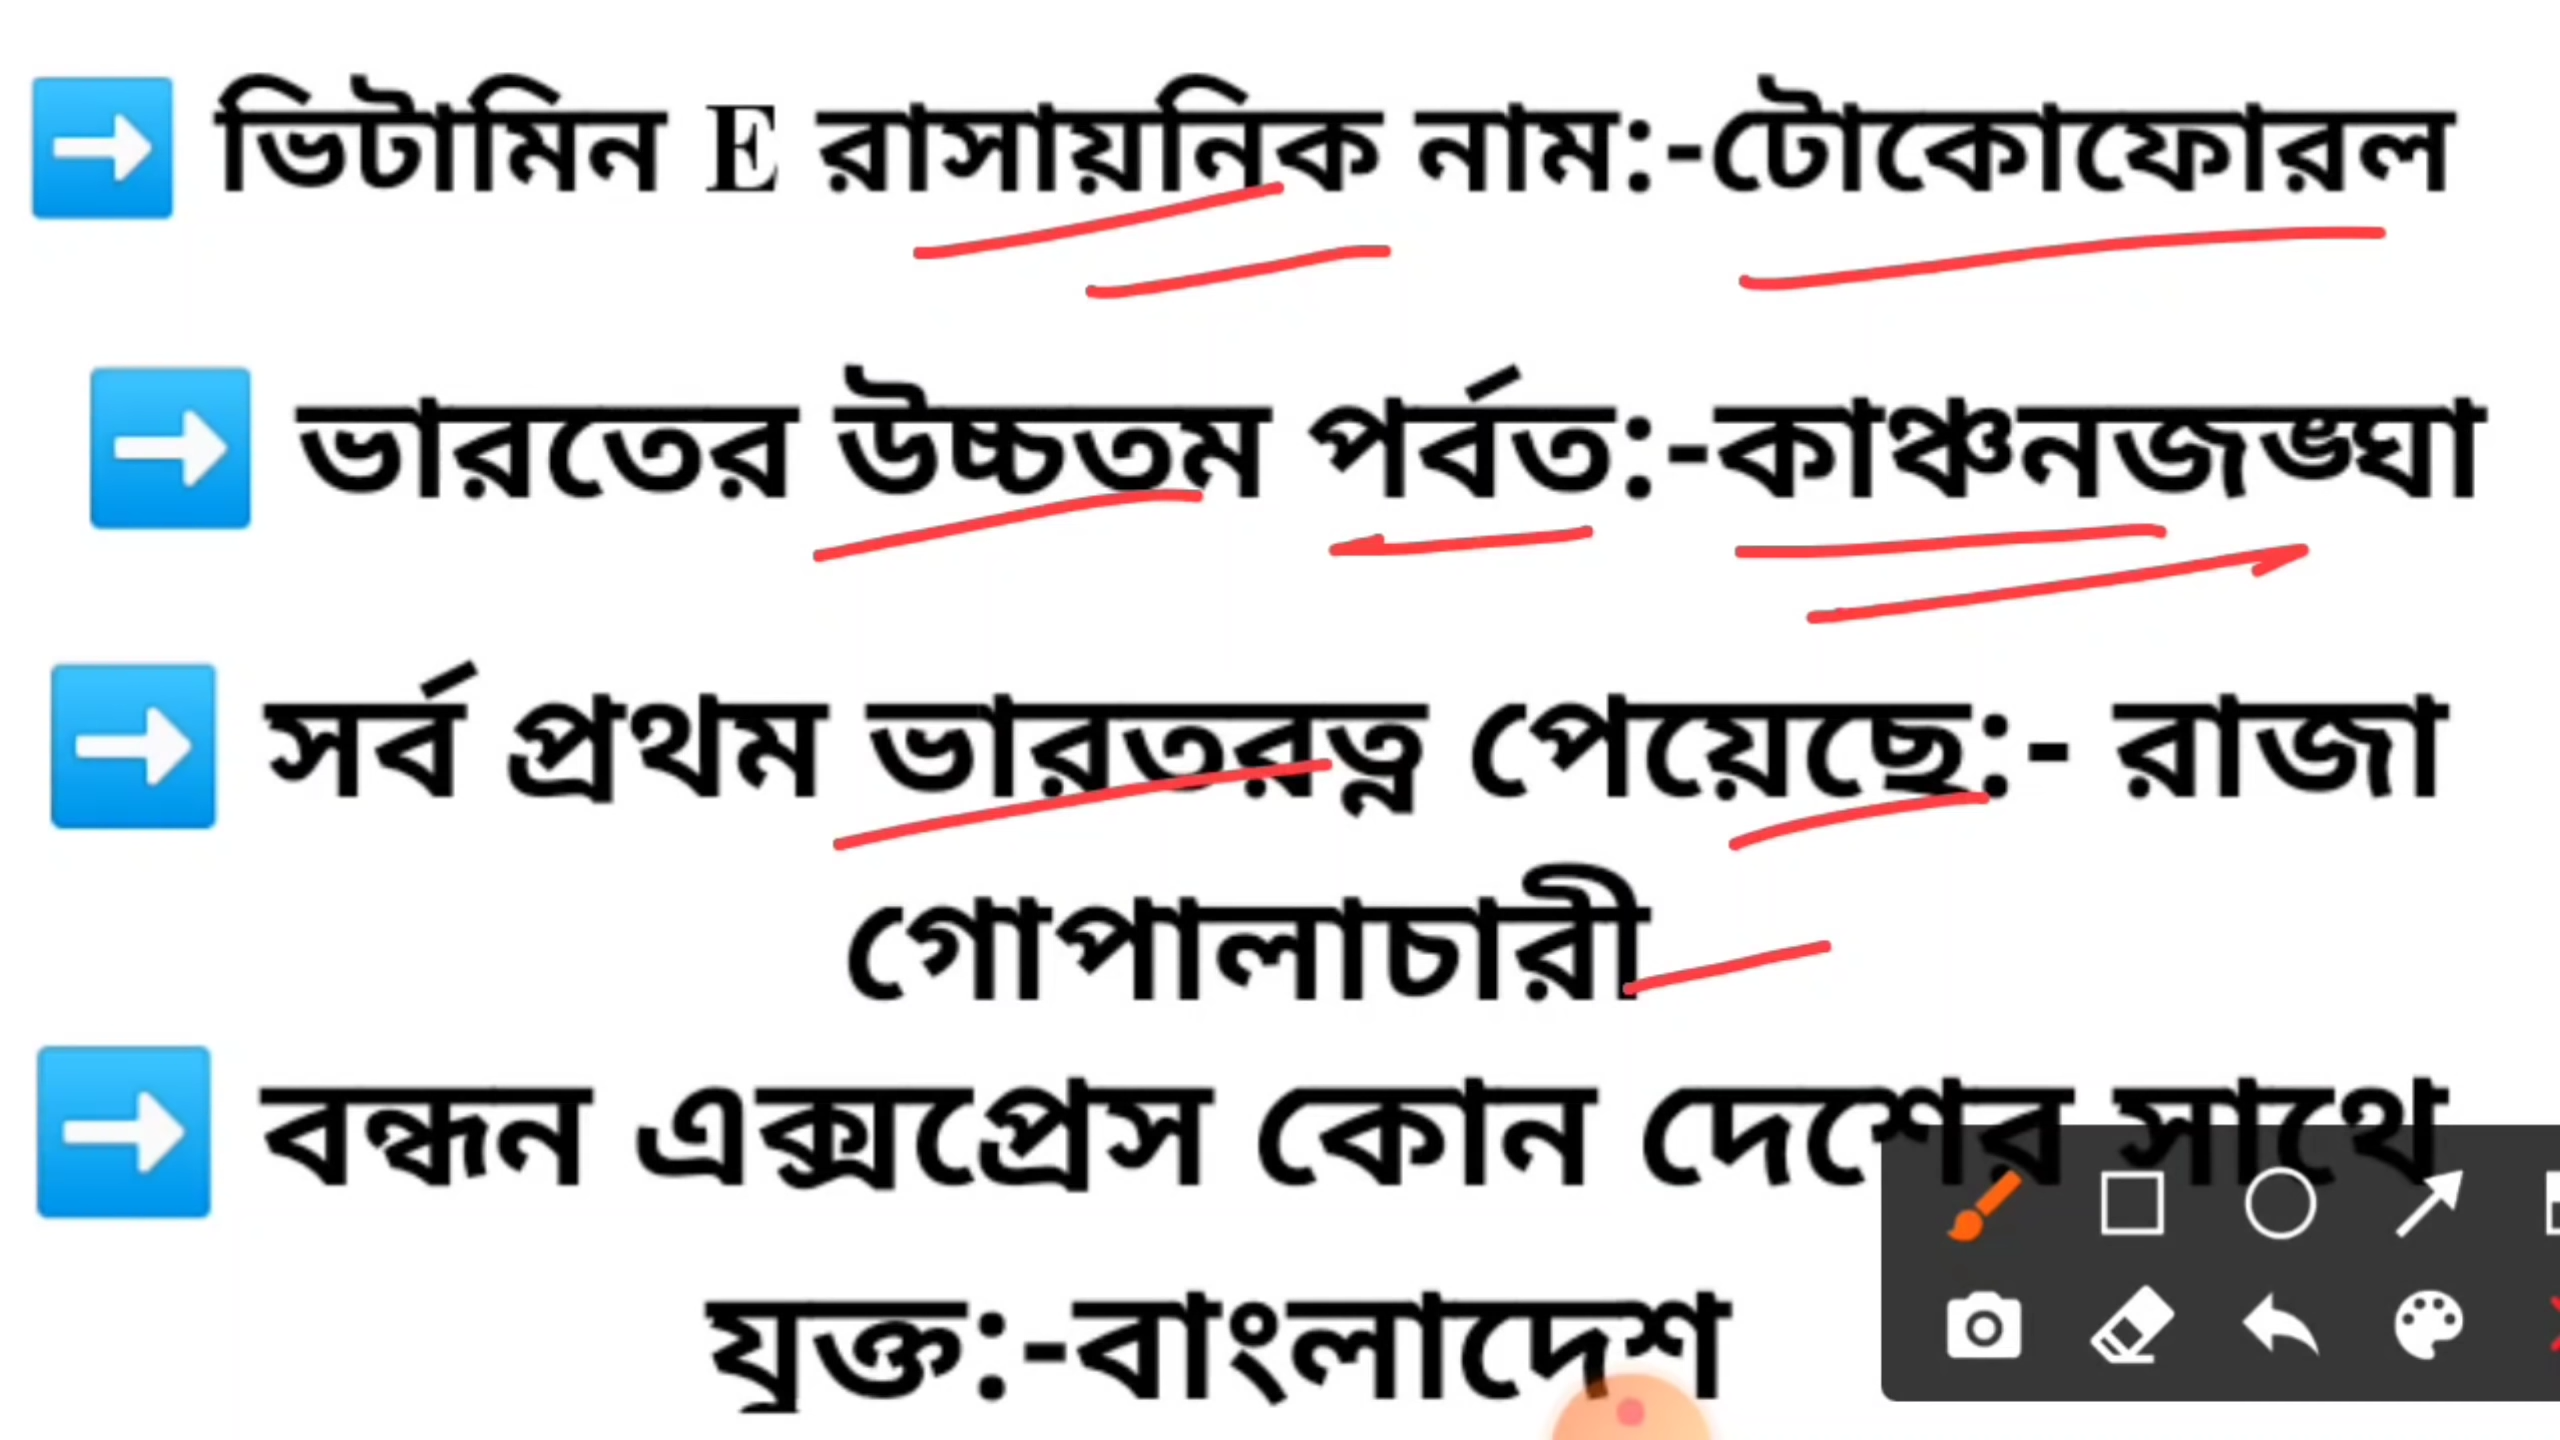 ➡️ ভিটামিন E রাসায়নিক নাম:-টোকোফোরল
➡️ ভারতের উচ্চতম পর্বত:-কাঞ্চনজঙ্ঘা
➡️ সর্ব প্রথম ভারতরত্ন পেয়েছে:- রাজা
গোপালাচারী
➡️ বন্ধন এক্সপ্রেস কোন দেশের সাথে
যুক্ত:-বাংলাদেশ